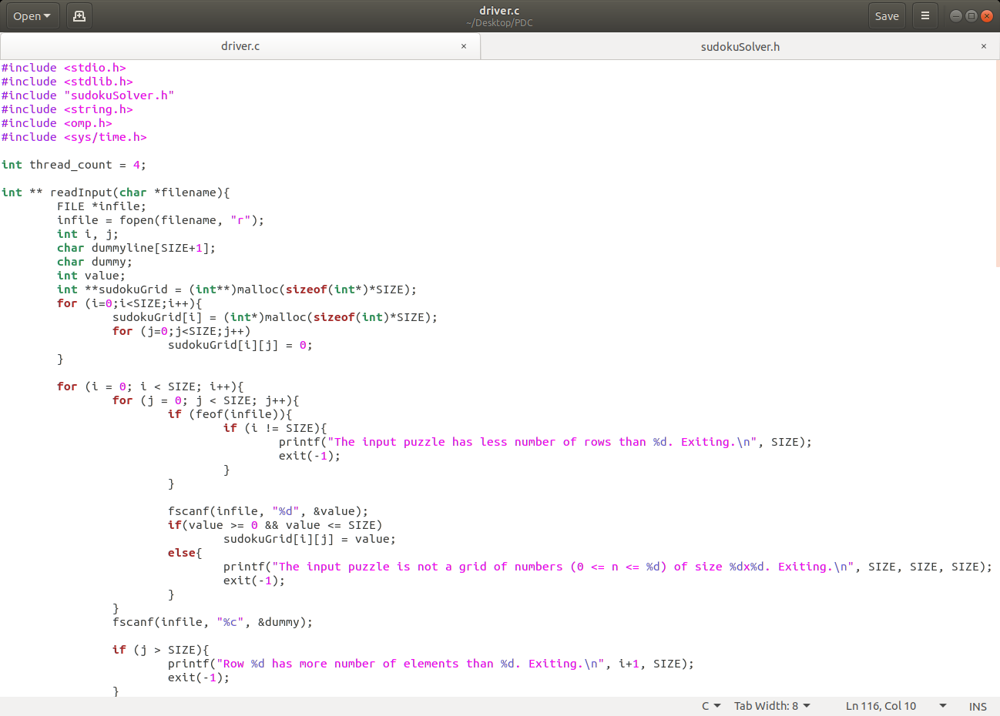 Open
driver.c
~/Desktop/PDC
Save
driver.c ×
sudokuSolver.h ×
#include <stdio.h>
#include <stdlib.h>
#include "sudokuSolver.h"
#include <string.h>
#include <omp.h>
#include <sys/time.h>

int thread_count = 4;

int ** readInput(char *filename){
        FILE *infile;
        infile = fopen(filename, "r");
        int i, j;
        char dummyline[SIZE+1];
        char dummy;
        int value;
        int **sudokuGrid = (int**)malloc(sizeof(int*)*SIZE);
        for (i=0;i<SIZE;i++){
                sudokuGrid[i] = (int*)malloc(sizeof(int)*SIZE);
                for (j=0;j<SIZE;j++)
                        sudokuGrid[i][j] = 0;
        }

        for (i = 0; i < SIZE; i++){
                for (j = 0; j < SIZE; j++){
                        if (feof(infile)){
                                if (i != SIZE){
                                        printf("The input puzzle has less number of rows than %d. Exiting.\n", SIZE);
                                        exit(-1);
                                }
                        }

                        fscanf(infile, "%d", &value);
                        if(value >= 0 && value <= SIZE)
                                sudokuGrid[i][j] = value;
                        else{
                                printf("The input puzzle is not a grid of numbers (0 <= n <= %d) of size %dx%d. Exiting.\n", SIZE, SIZE, SIZE);
                                exit(-1);
                        }
                }
                fscanf(infile, "%c", &dummy);

                if (j > SIZE){
                        printf("Row %d has more number of elements than %d. Exiting.\n", i+1, SIZE);
                        exit(-1);
                }
C
Tab Width: 8
Ln 116, Col 10
INS